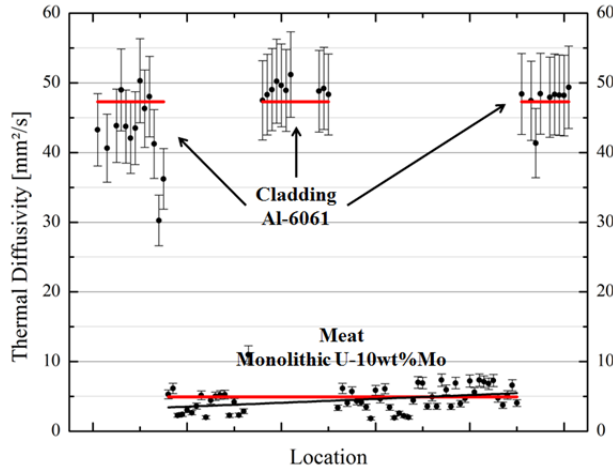 60
50
40
30
20
10
0
60
50
40
30
20
10
0
Thermal Diffusivity [mm²/s]
Cladding
Al-6061
Meat
Monolithic U-10wt%Mo
Location